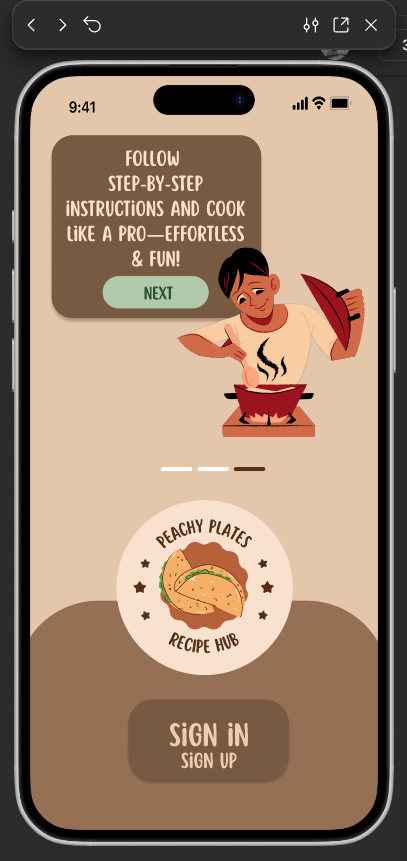 9:41
FOLLOW
STEP-BY-STEP
iNSTRUCTiONS AND COOK
LiKE A PRO—EFFORTLESS
& FUN!
NEXT
PEACHY PLATES
RECIPE HUB
SiGN iN
SiGN UP